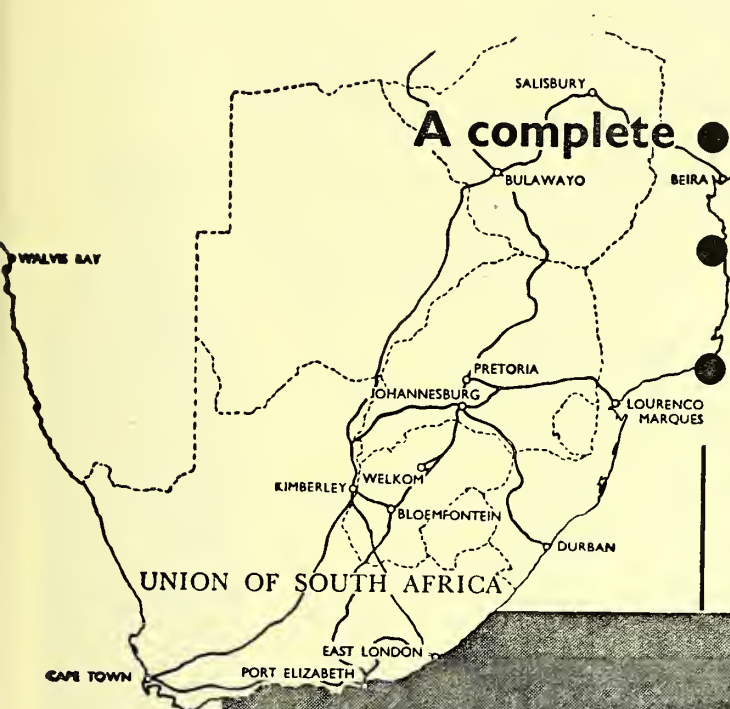 SALISBURY
A complete
BULAWAYO
BEIRA
WALVIS BAY
PRETORIA
JOHANNESBURG
LOURENCO
MARQUES
WELKOM
KIMBERLEY
BLOEMFONTEIN
DURBAN
UNION OF SOUTH AFRICA
EAST LONDON
PORT ELIZABETH
CAPE TOWN